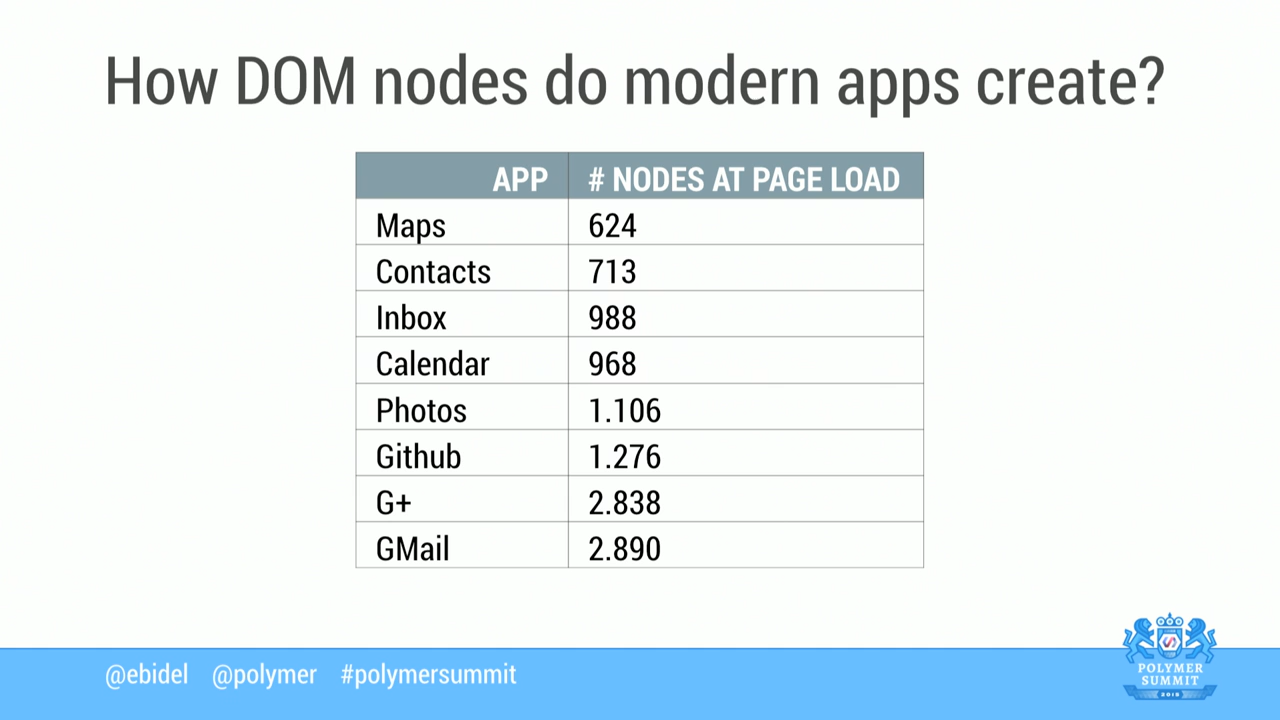 How DOM nodes do modern apps create?
APP # NODES AT PAGE LOAD
Maps 624
Contacts 713
Inbox 988
Calendar 968
Photos 1.106
Github 1.276
G+ 2.838
GMail 2.890
@ebidel @polymer #polymersummit
POLYMER
SUMMIT
2015